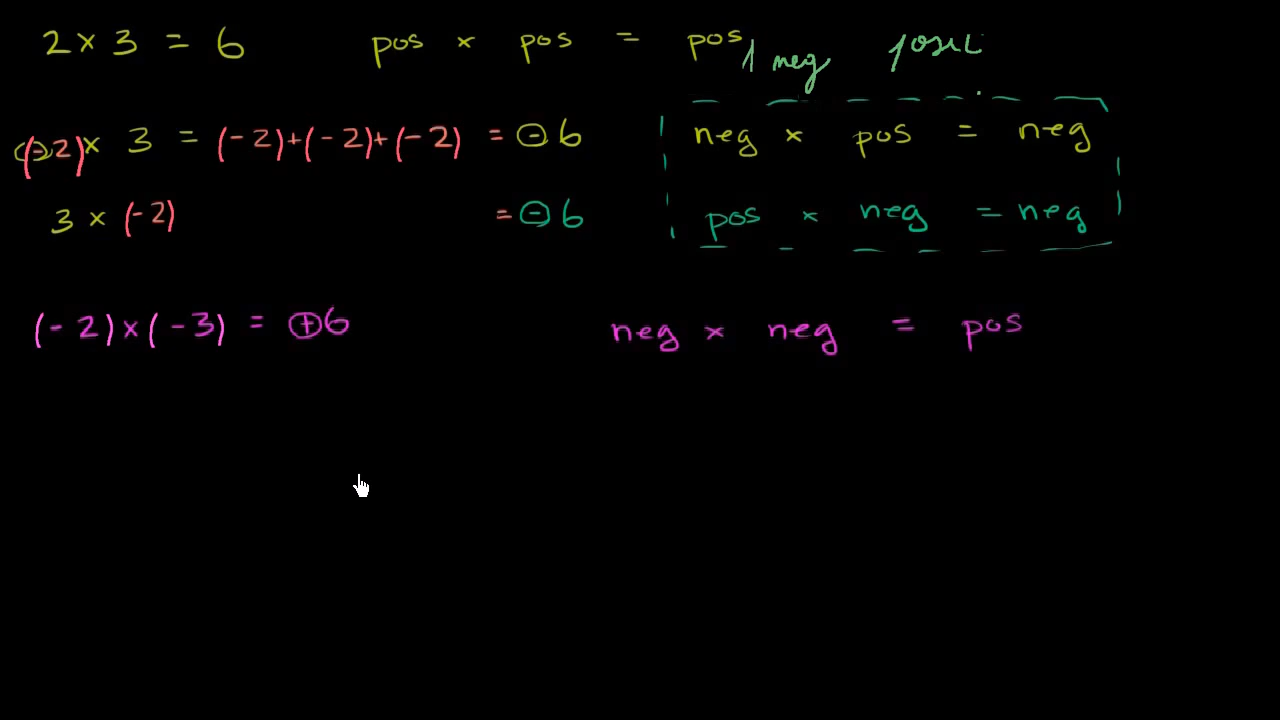 2 × 3 = 6 pos × pos = pos
1 neg
(-2) × 3 = (-2)+(-2)+(-2) = ⊖6 neg × pos = neg
3 × (-2) = ⊖6 pos × neg = neg
(-2)×(-3) = ⊕6 neg × neg = pos